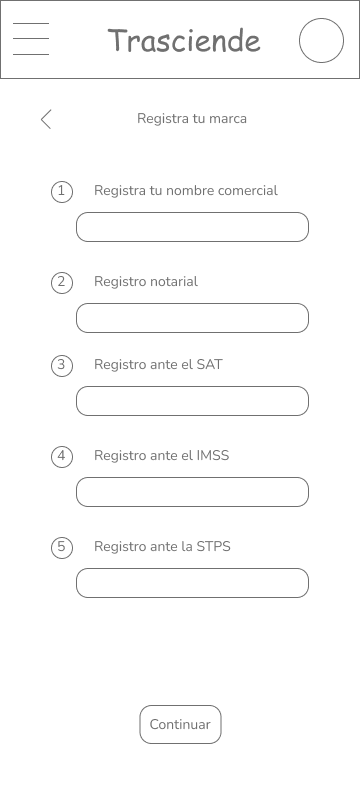 Trasciende
Registra tu marca
1 Registra tu nombre comercial
2 Registro notarial
3 Registro ante el SAT
4 Registro ante el IMSS
5 Registro ante la STPS
Continuar